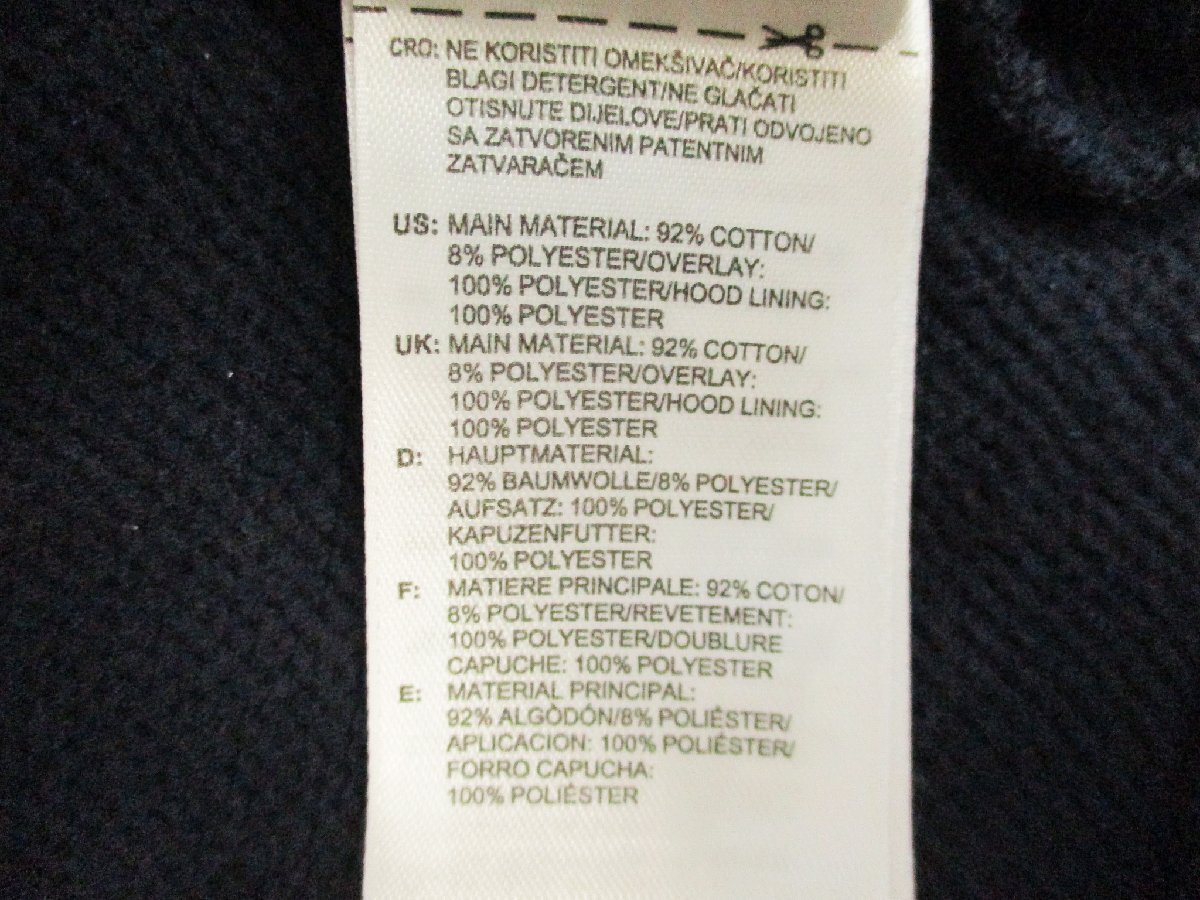 CRO: NE KORISTITI OMEKŠIVAČ/KORISTITI
BLAGI DETERGENT/NE GLAČATI
OTISNUTE DIJELOVE/PRATI ODVOJENO
SA ZATVORENIM PATENTNIM
ZATVARAČEM
US: MAIN MATERIAL: 92% COTTON/
8% POLYESTER/OVERLAY:
100% POLYESTER/HOOD LINING:
100% POLYESTER
UK: MAIN MATERIAL: 92% COTTON/
8% POLYESTER/OVERLAY:
100% POLYESTER/HOOD LINING:
100% POLYESTER
D: HAUPTMATERIAL:
92% BAUMWOLLE/8% POLYESTER/
AUFSATZ: 100% POLYESTER/
KAPUZENFUTTER:
100% POLYESTER
F: MATIERE PRINCIPALE: 92% COTON/
8% POLYESTER/REVETEMENT:
100% POLYESTER/DOUBLURE
CAPUCHE: 100% POLYESTER
E: MATERIAL PRINCIPAL:
92% ALGÒDÓN/8% POLIÉSTER/
APLICACION: 100% POLIÉSTER/
FORRO CAPUCHA:
100% POLIÉSTER